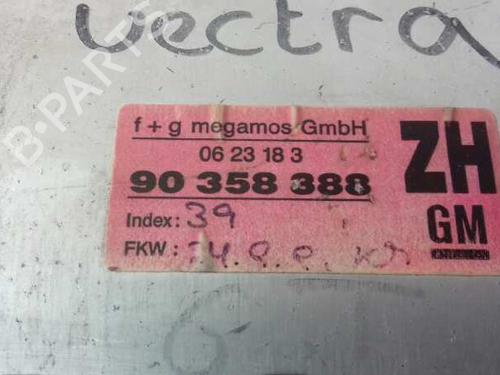 vectra
B-PARTS
f + g megamos GmbH
06 23 18 3
ZH
90 358 388
Index: 39
GM
FKW: